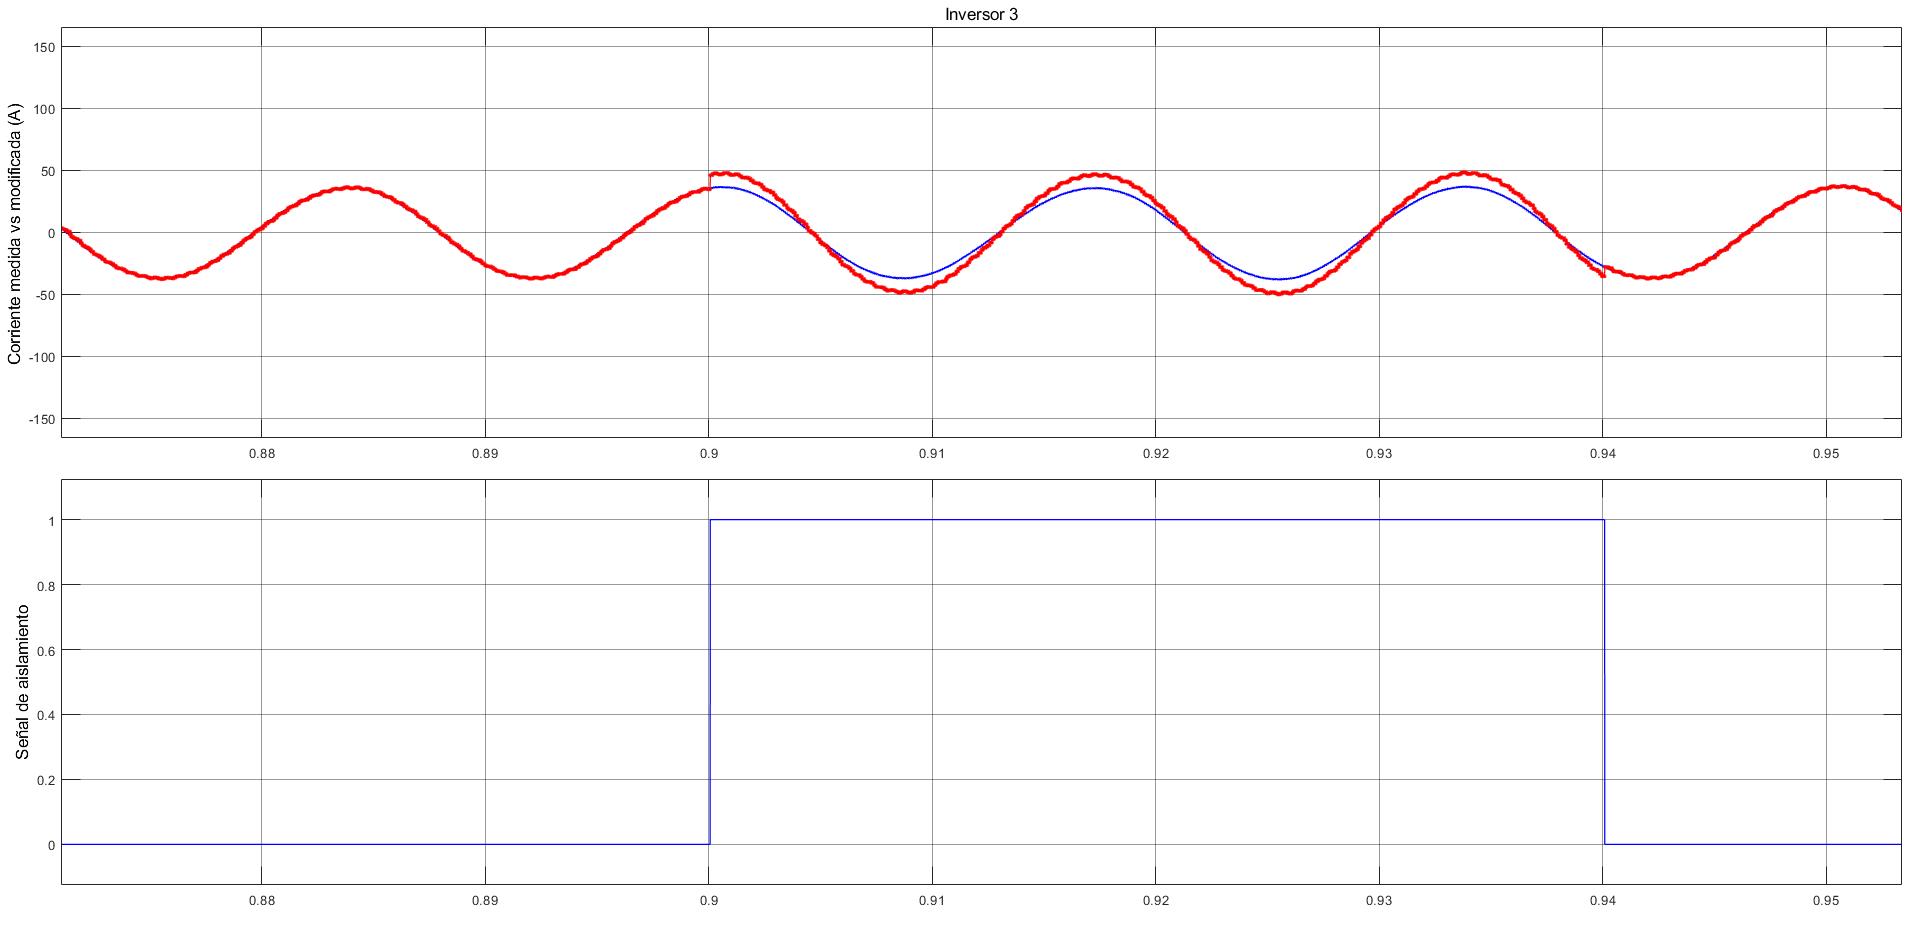 Inversor 3
Corriente medida vs modificada (A)
150
100
50
0
-50
-100
-150
0.88 0.89 0.9 0.91 0.92 0.93 0.94 0.95
Señal de aislamiento
1
0.8
0.6
0.4
0.2
0
0.88 0.89 0.9 0.91 0.92 0.93 0.94 0.95